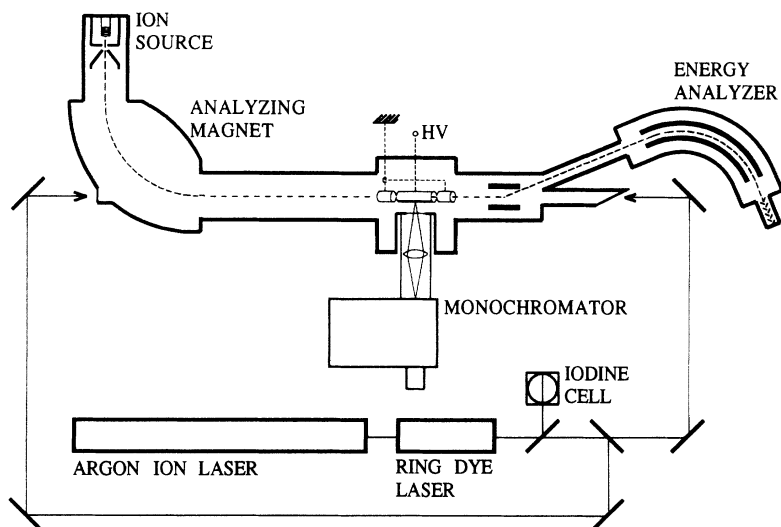 ION
SOURCE
ANALYZING
MAGNET
HV
ENERGY
ANALYZER
MONOCHROMATOR
IODINE
CELL
ARGON ION LASER
RING DYE
LASER